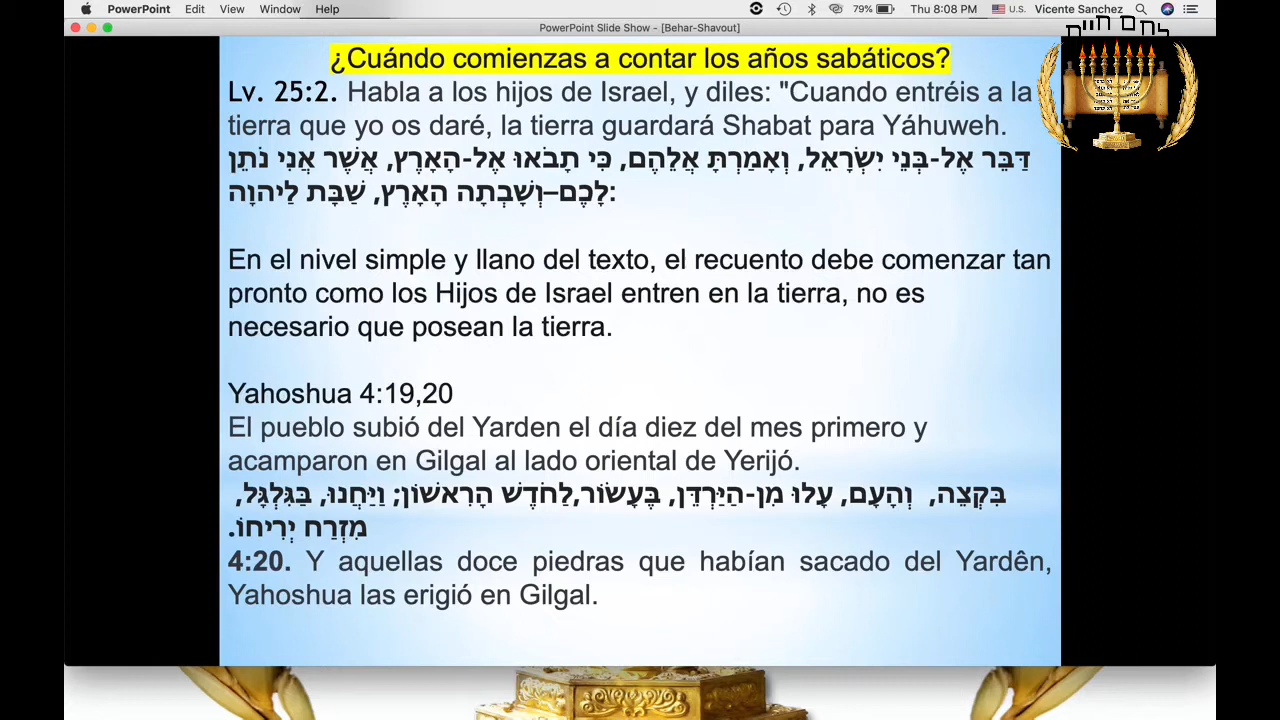 PowerPoint Edit View Window Help 79% Thu 8:08 PM U.S. Vicente Sanchez
PowerPoint Slide Show - [Behar-Shavout]
לחם חיים
¿Cuándo comienzas a contar los años sabáticos?
Lv. 25:2. Habla a los hijos de Israel, y diles: "Cuando entréis a la
tierra que yo os daré, la tierra guardará Shabat para Yáhuweh.
דַּבֵּר אֶל-בְּנֵי יִשְׂרָאֵל, וְאָמַרְתָּ אֲלֵהֶם, כִּי תָבֹאוּ אֶל-הָאָרֶץ, אֲשֶׁר אֲנִי נֹתֵן
לָכֶם–וְשָׁבְתָה הָאָרֶץ, שַׁבָּת לַיהוָה:
En el nivel simple y llano del texto, el recuento debe comenzar tan
pronto como los Hijos de Israel entren en la tierra, no es
necesario que posean la tierra.
Yahoshua 4:19,20
El pueblo subió del Yarden el día diez del mes primero y
acamparon en Gilgal al lado oriental de Yerijó.
בִּקְצֵה, וְהָעָם, עָלוּ מִן-הַיַּרְדֵּן, בֶּעָשׂוֹר,לַחֹדֶשׁ הָרִאשׁוֹן; וַיַּחֲנוּ, בַּגִּלְגָּל,
מִזְרַח יְרִיחוֹ.
4:20. Y aquellas doce piedras que habían sacado del Yardên,
Yahoshua las erigió en Gilgal.